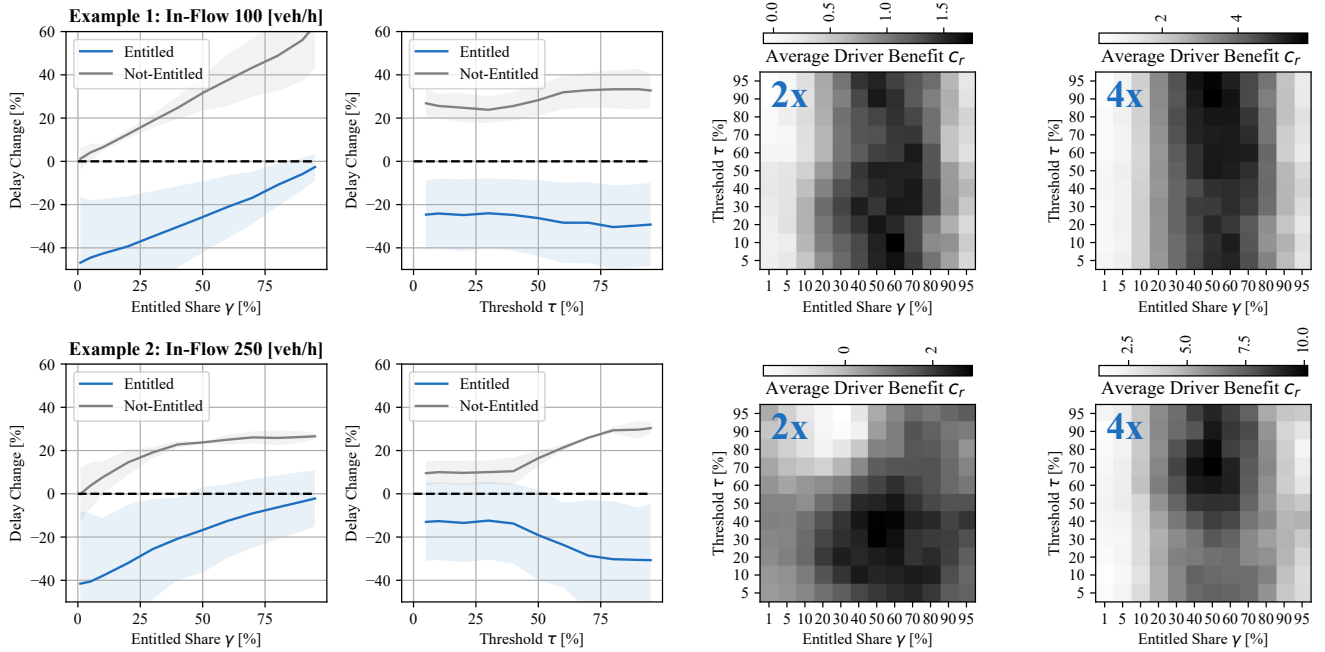 Example 1: In-Flow 100 [veh/h]
60
40
20
0
−20
−40
Delay Change [%]
Entitled
Not-Entitled
0 25 50 75
Entitled Share γ [%]
60
40
20
0
−20
−40
Delay Change [%]
Entitled
Not-Entitled
0 25 50 75
Threshold τ [%]
0.0 0.5 1.0 1.5
Average Driver Benefit cr
2x
95
90
80
70
60
50
40
30
20
10
5
Threshold τ [%]
1 5 10 20 30 40 50 60 70 80 90 95
Entitled Share γ [%]
2 4
Average Driver Benefit cr
4x
95
90
80
70
60
50
40
30
20
10
5
Threshold τ [%]
1 5 10 20 30 40 50 60 70 80 90 95
Entitled Share γ [%]
Example 2: In-Flow 250 [veh/h]
60
40
20
0
−20
−40
Delay Change [%]
Entitled
Not-Entitled
0 25 50 75
Entitled Share γ [%]
60
40
20
0
−20
−40
Delay Change [%]
Entitled
Not-Entitled
0 25 50 75
Threshold τ [%]
0 2
Average Driver Benefit cr
2x
95
90
80
70
60
50
40
30
20
10
5
Threshold τ [%]
1 5 10 20 30 40 50 60 70 80 90 95
Entitled Share γ [%]
2.5 5.0 7.5 10.0
Average Driver Benefit cr
4x
95
90
80
70
60
50
40
30
20
10
5
Threshold τ [%]
1 5 10 20 30 40 50 60 70 80 90 95
Entitled Share γ [%]